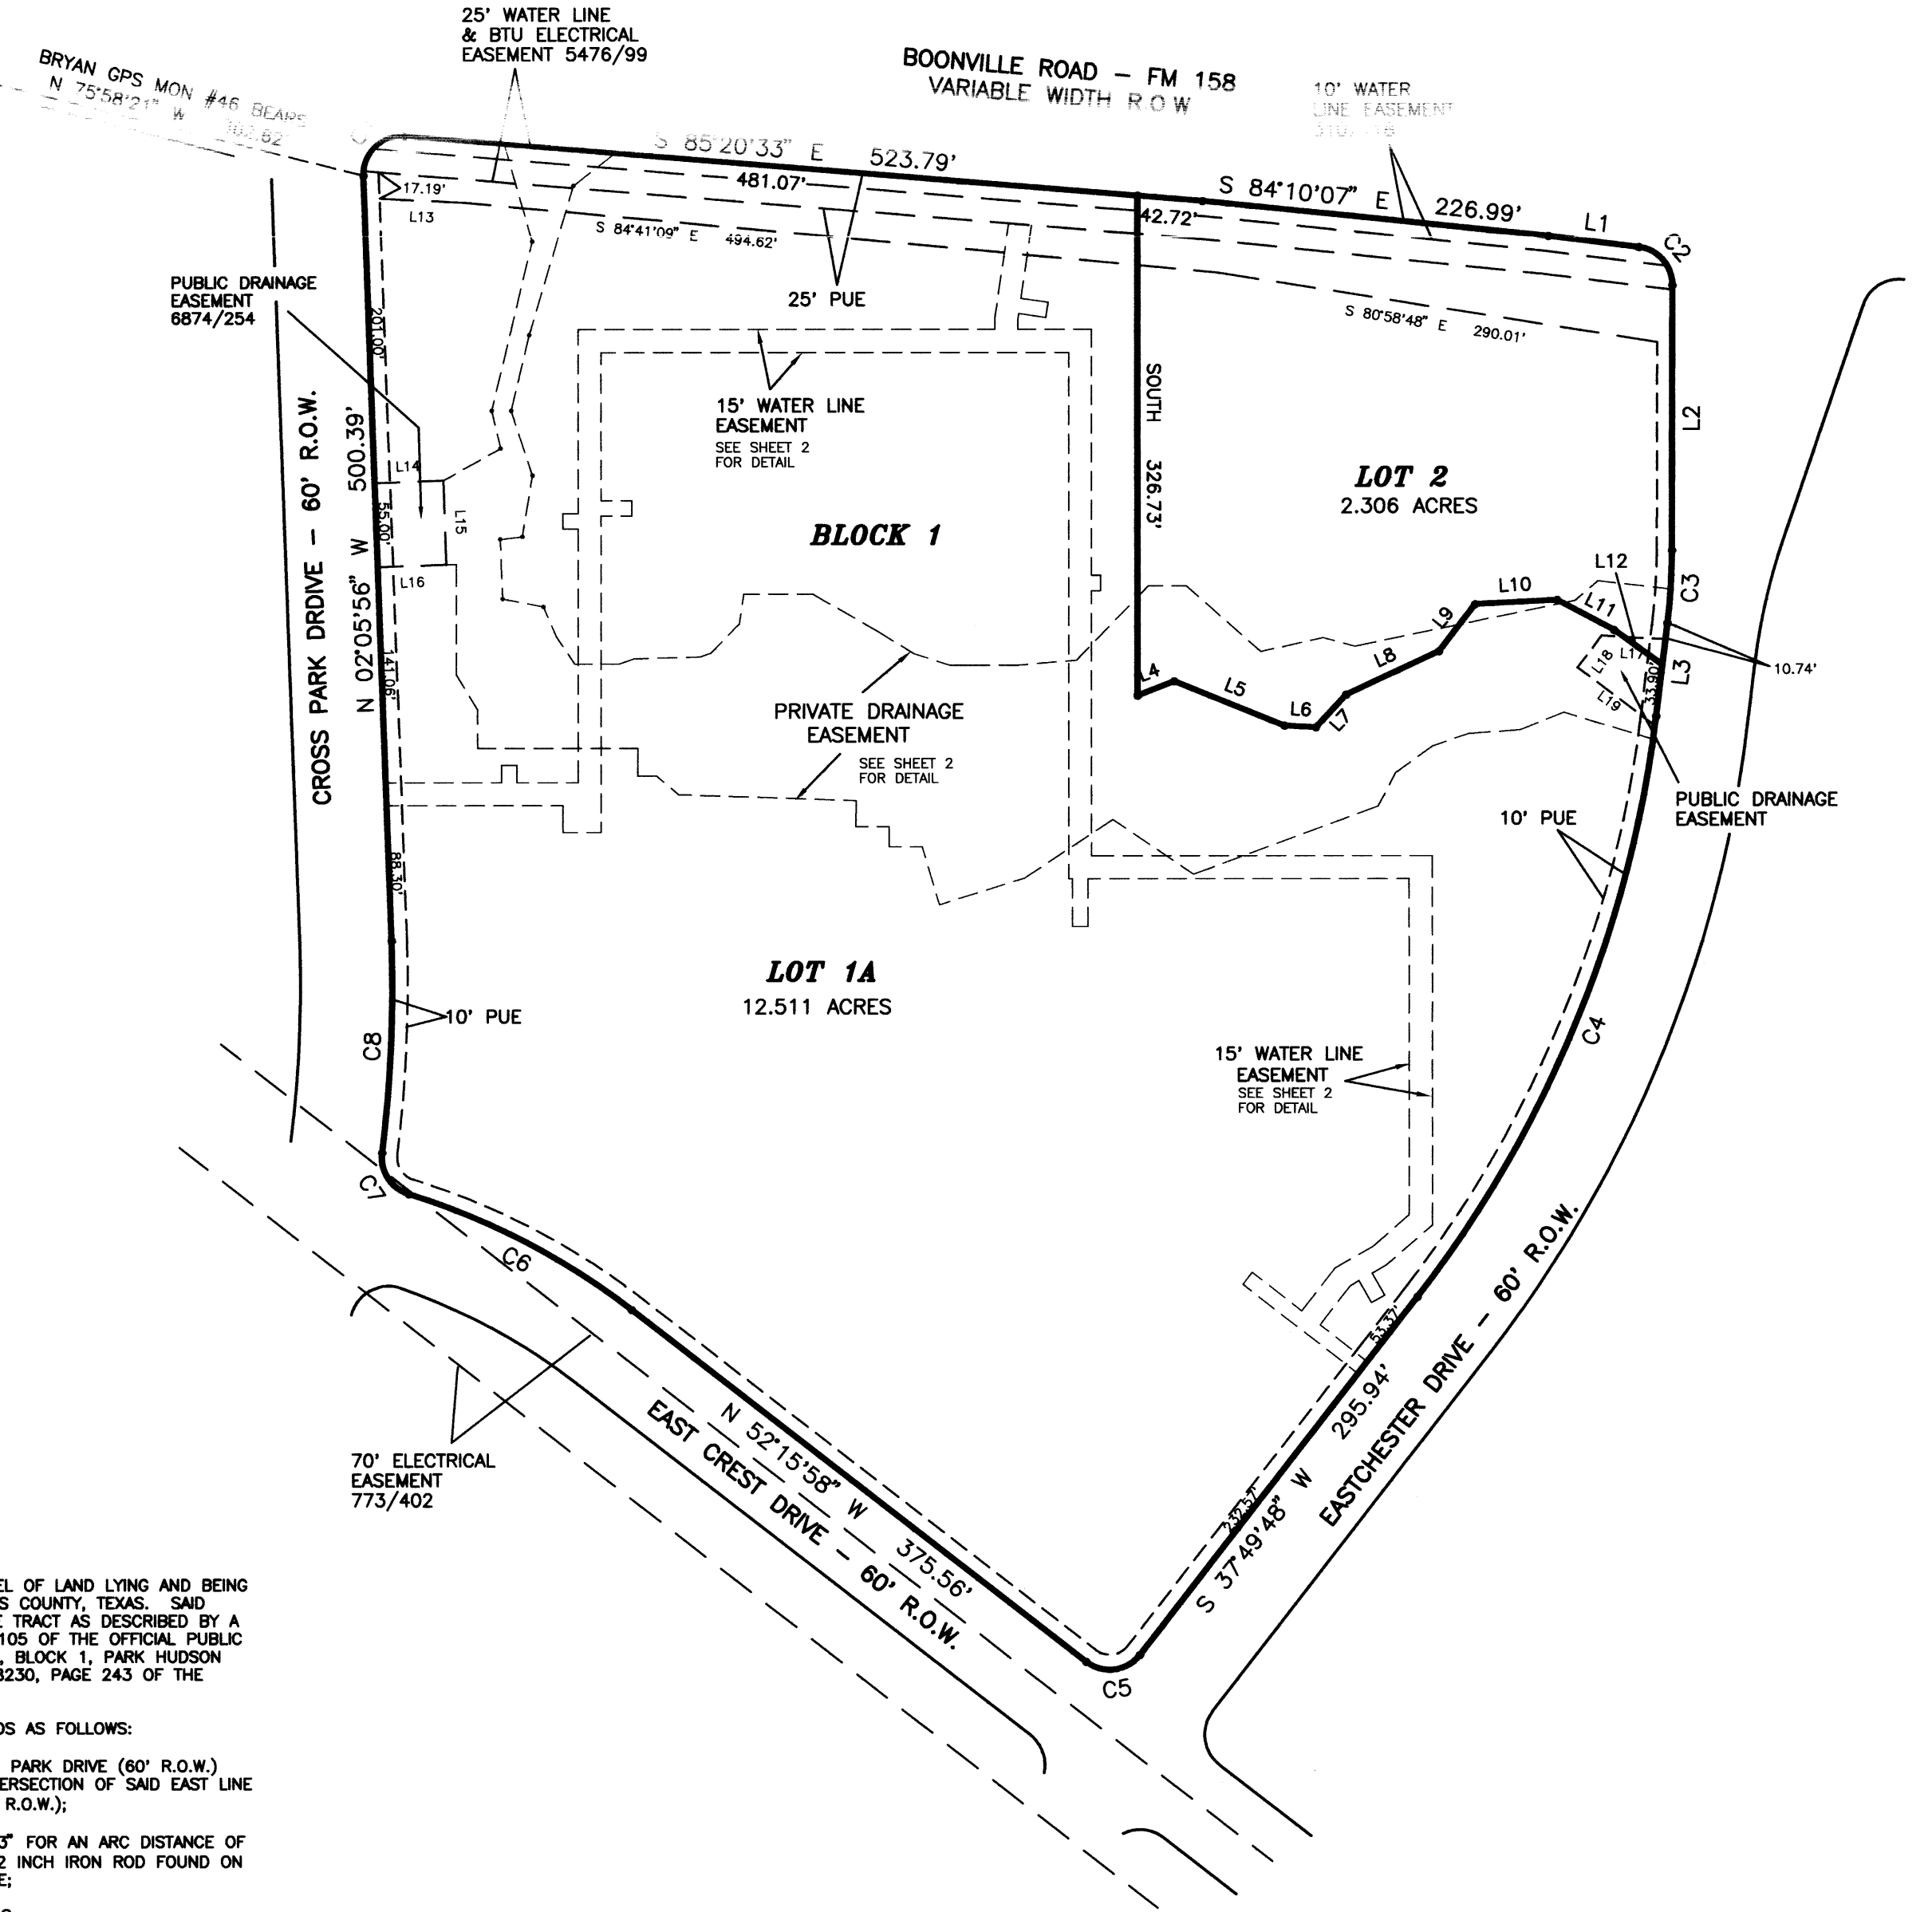 25' WATER LINE
& BTU ELECTRICAL
EASEMENT 5476/99
BOONVILLE ROAD – FM 158
VARIABLE WIDTH R.O.W
BRYAN GPS MON #46 BEARS
N 75°58'21" W
10' WATER
LINE EASEMENT
S 85°20'33" E 523.79'
481.07'
S 84°10'07" E 226.99'
L1
C2
42.72'
17.19'
L13
S 84°41'09" E 494.62'
25' PUE
S 80°58'48" E 290.01'
PUBLIC DRAINAGE
EASEMENT
6874/254
201.00'
15' WATER LINE
EASEMENT
SEE SHEET 2
FOR DETAIL
SOUTH 326.73'
L2
LOT 2
2.306 ACRES
BLOCK 1
CROSS PARK DRDIVE – 60' R.O.W.
N 02°05'56" W 500.39'
L14
L15
55.00'
L16
141.06'
88.30'
L12
C3
L10
L11
L9
L8
L17
L18
L19
L3
33.90'
10.74'
L4
L5
L6
L7
PRIVATE DRAINAGE
EASEMENT
SEE SHEET 2
FOR DETAIL
PUBLIC DRAINAGE
EASEMENT
10' PUE
LOT 1A
12.511 ACRES
10' PUE
C8
C4
15' WATER LINE
EASEMENT
SEE SHEET 2
FOR DETAIL
C7
C6
53.37'
295.94'
S 37°49'48" W
232.57'
EASTCHESTER DRIVE – 60' R.O.W.
N 52°15'58" W 375.56'
EAST CREST DRIVE – 60' R.O.W.
70' ELECTRICAL
EASEMENT
773/402
C5
EL OF LAND LYING AND BEING
S COUNTY, TEXAS. SAID
E TRACT AS DESCRIBED BY A
105 OF THE OFFICIAL PUBLIC
, BLOCK 1, PARK HUDSON
3230, PAGE 243 OF THE
DS AS FOLLOWS:
PARK DRIVE (60' R.O.W.)
ERSECTION OF SAID EAST LINE
R.O.W.);
3" FOR AN ARC DISTANCE OF
2 INCH IRON ROD FOUND ON
E;